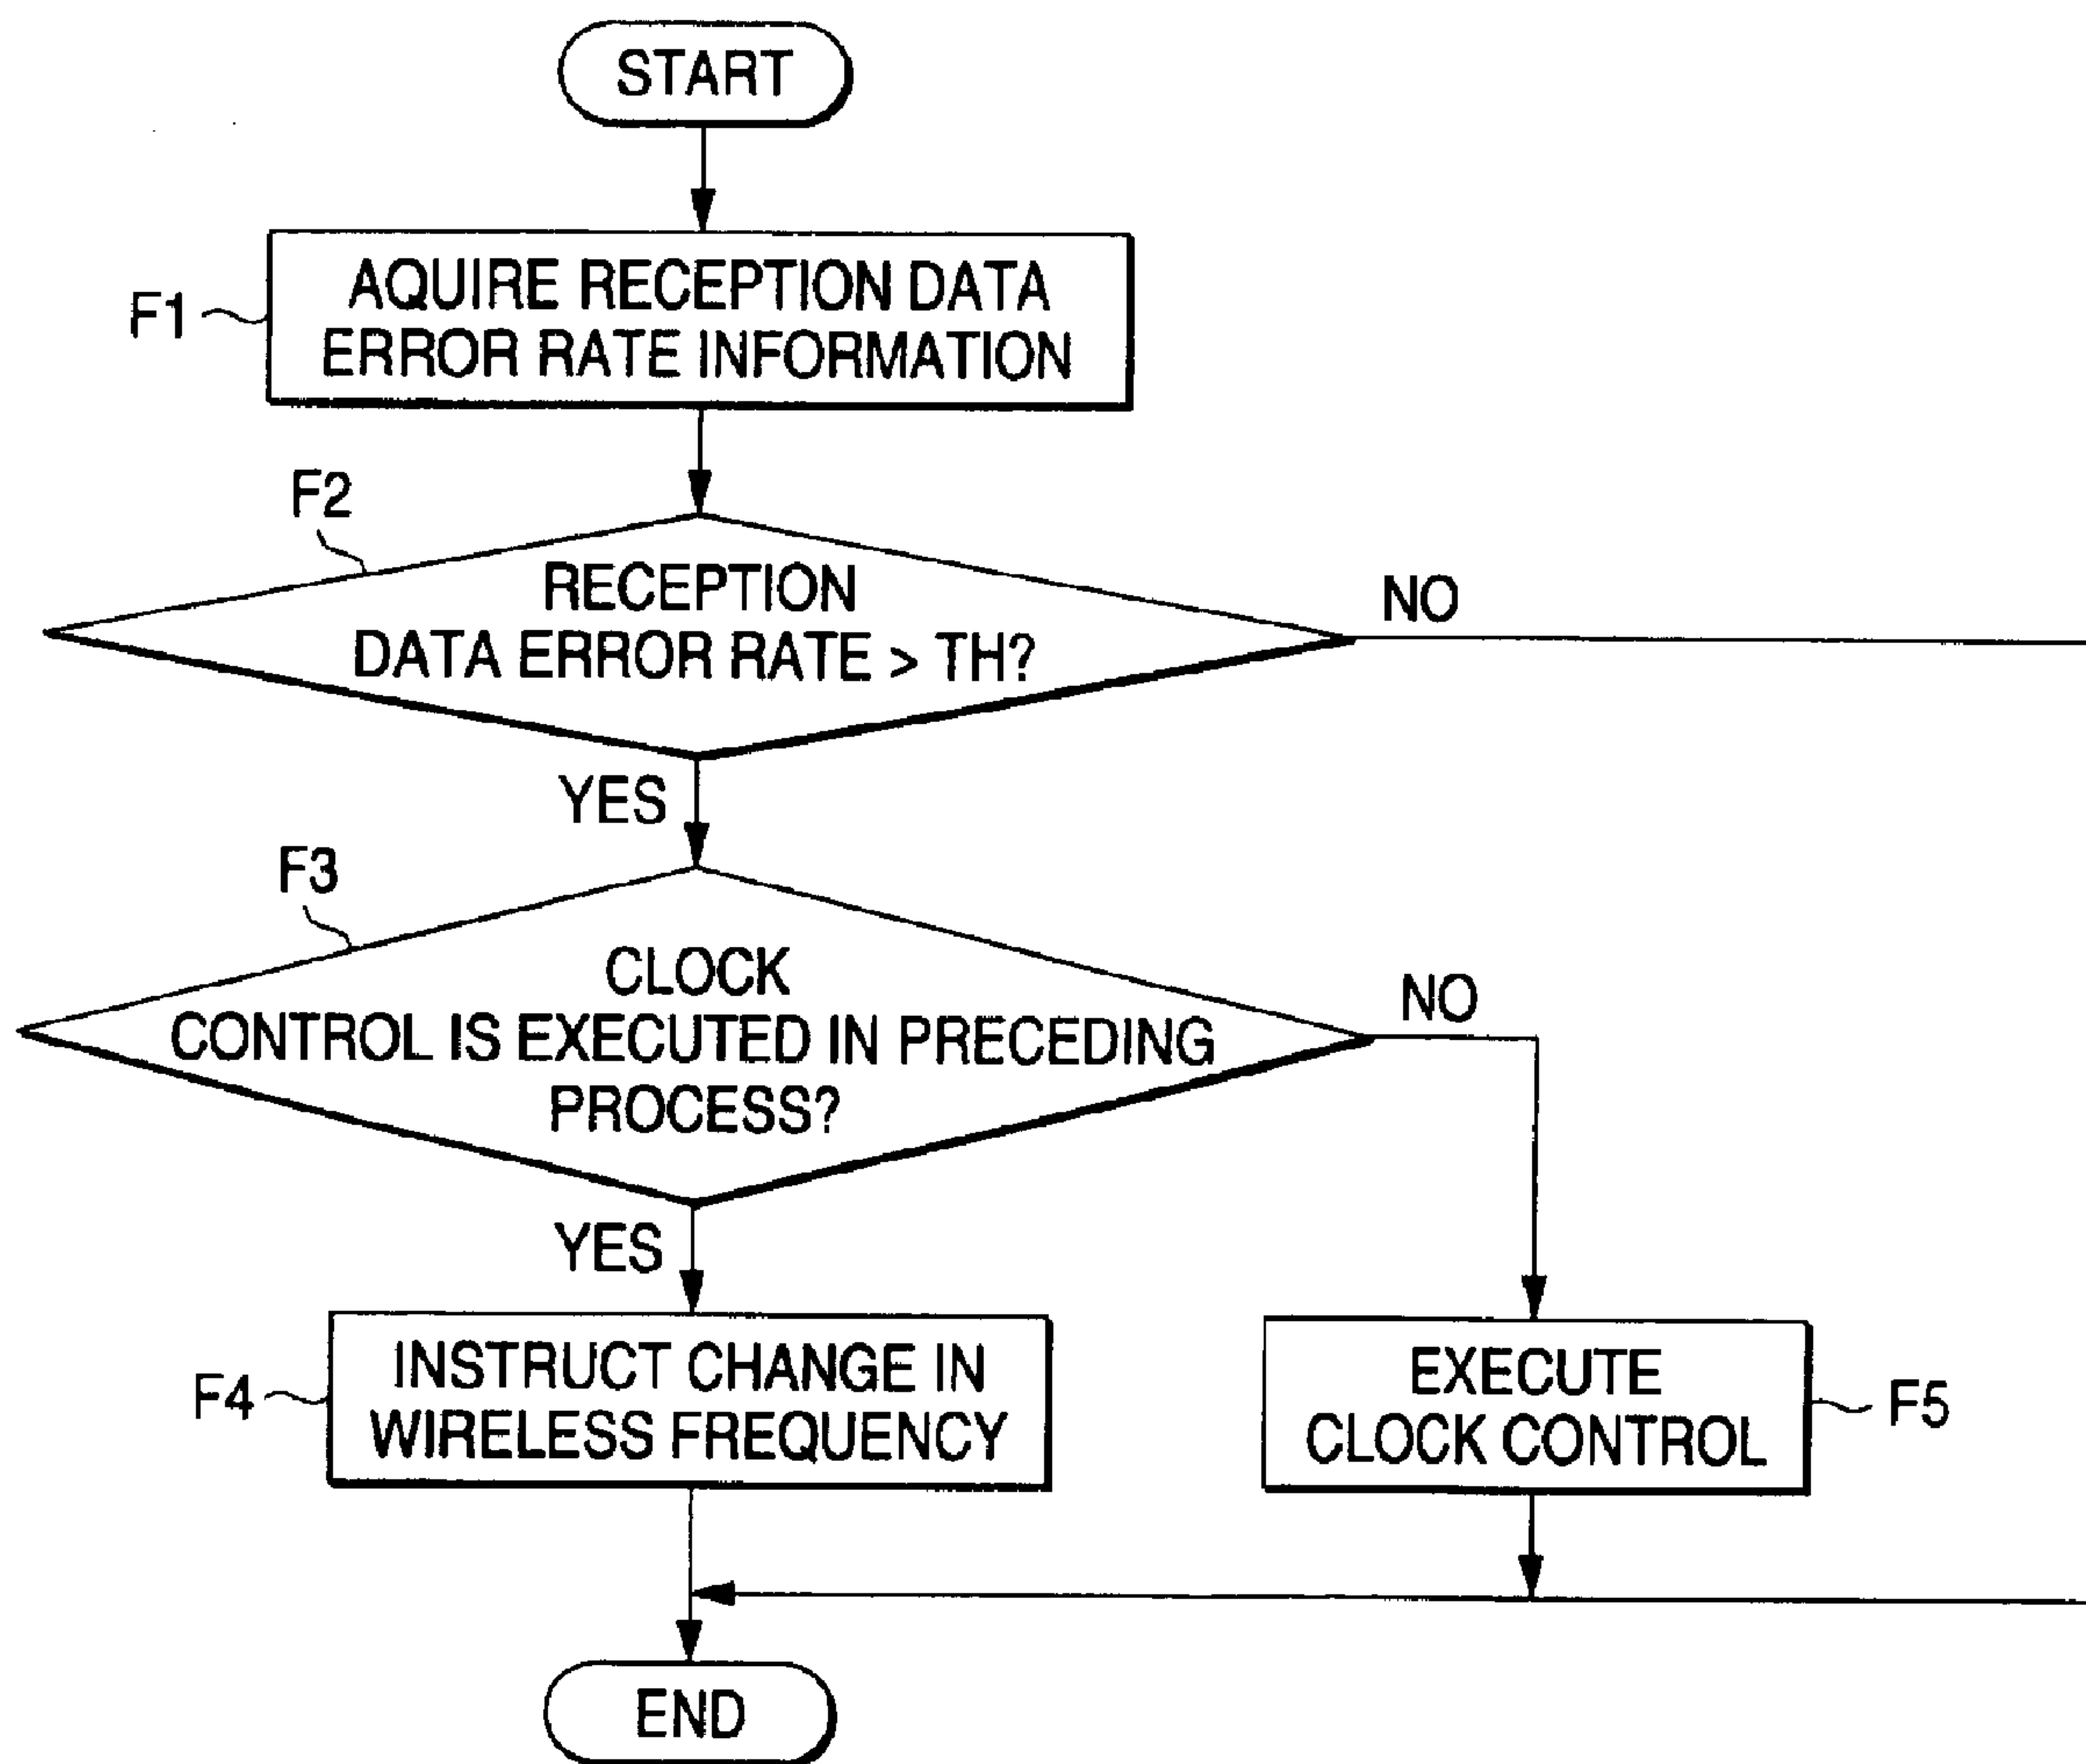 START
F1
AQUIRE RECEPTION DATA
ERROR RATE INFORMATION
F2
RECEPTION
DATA ERROR RATE > TH?
NO
YES
F3
CLOCK
CONTROL IS EXECUTED IN PRECEDING
PROCESS?
NO
YES
F4
INSTRUCT CHANGE IN
WIRELESS FREQUENCY
EXECUTE
CLOCK CONTROL
F5
END